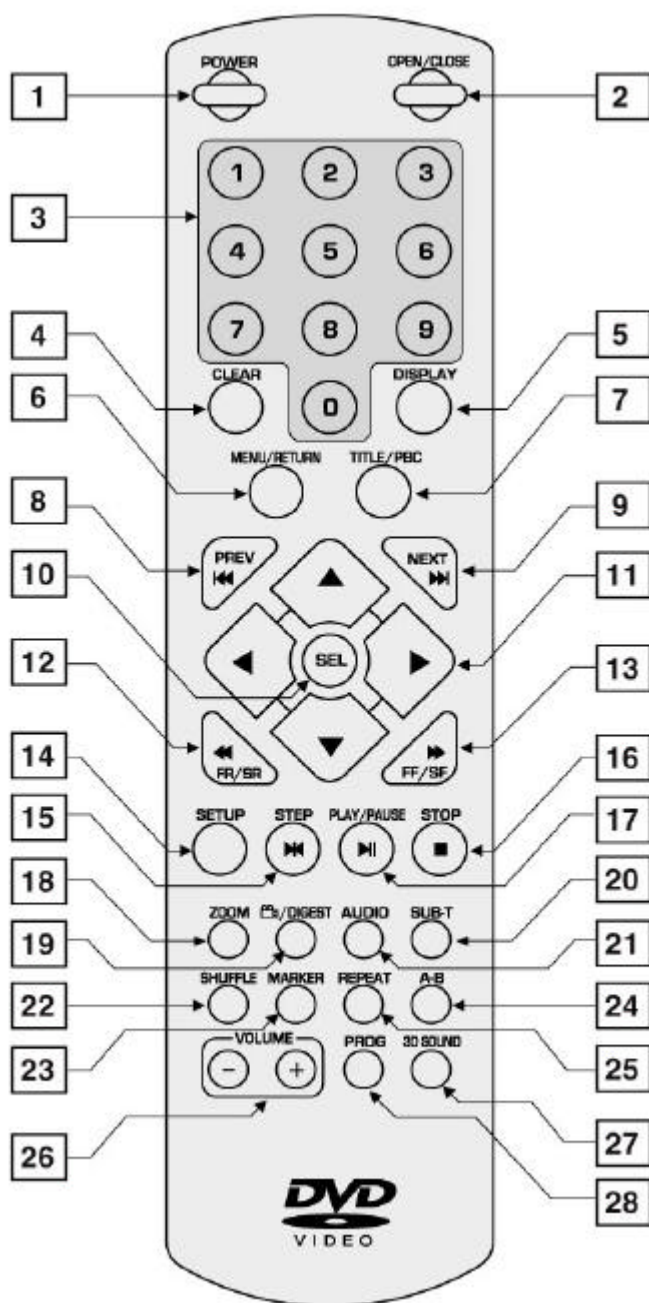 POWER OPEN/CLOSE
1 2
1 2 3
3
4 5 6
7 8 9
4 5
CLEAR DISPLAY
6 0 7
MENU/RETURN TITLE/PBC
8 9
PREV NEXT
10 11
SEL
12 13
FR/SR FF/SF
14 16
SETUP STEP PLAY/PAUSE STOP
15 17
18 20
ZOOM /DIGEST AUDIO SUB-T
19 21
SHUFFLE MARKER REPEAT A-B
22 24
VOLUME PROG 3D SOUND
23 25
- +
26 27
28
DVD
VIDEO